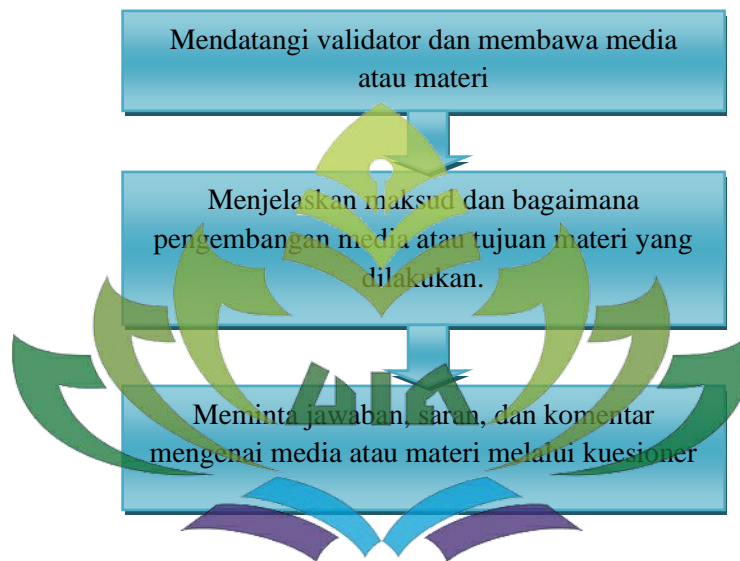 Mendatangi validator dan membawa media
atau materi
Menjelaskan maksud dan bagaimana
pengembangan media atau tujuan materi yang
dilakukan.
Meminta jawaban, saran, dan komentar
mengenai media atau materi melalui kuesioner